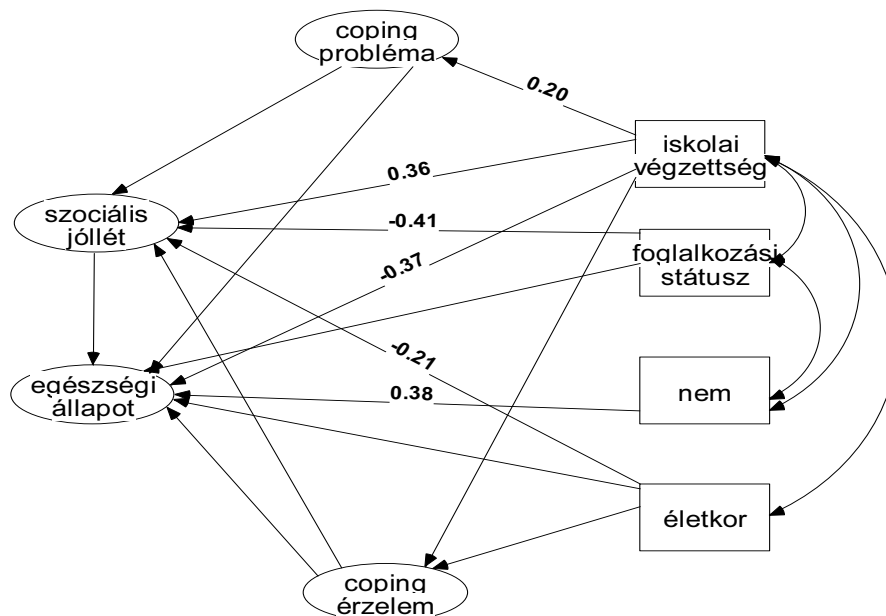 coping
probléma
0.20
iskolai
végzettség
0.36
szociális
jóllét
-0.41
foglalkozási
státusz
-0.37
-0.21
egészségi
állapot
0.38
nem
életkor
coping
érzelem